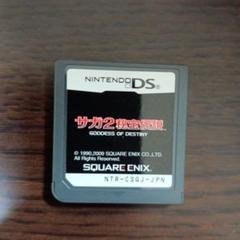 NINTENDO DS
サガ2秘宝伝説
GODDESS OF DESTINY
© 1990,2009 SQUARE ENIX CO.,LTD.
All Rights Reserved.
SQUARE ENIX
NTR-CSGJ-JPN